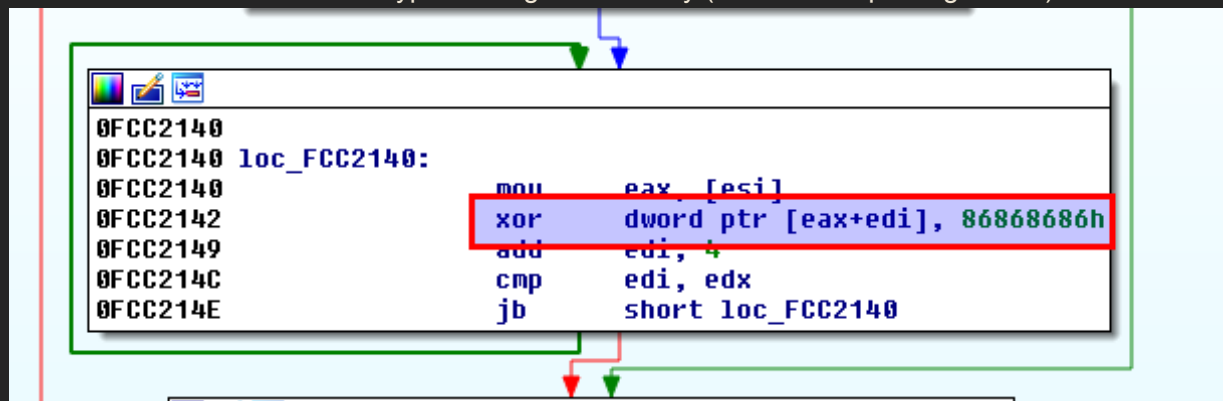 0FCC2140
0FCC2140 loc_FCC2140:
0FCC2140 mov eax, [esi]
0FCC2142 xor dword ptr [eax+edi], 86868686h
0FCC2149 add edi, 4
0FCC214C cmp edi, edx
0FCC214E jb short loc_FCC2140